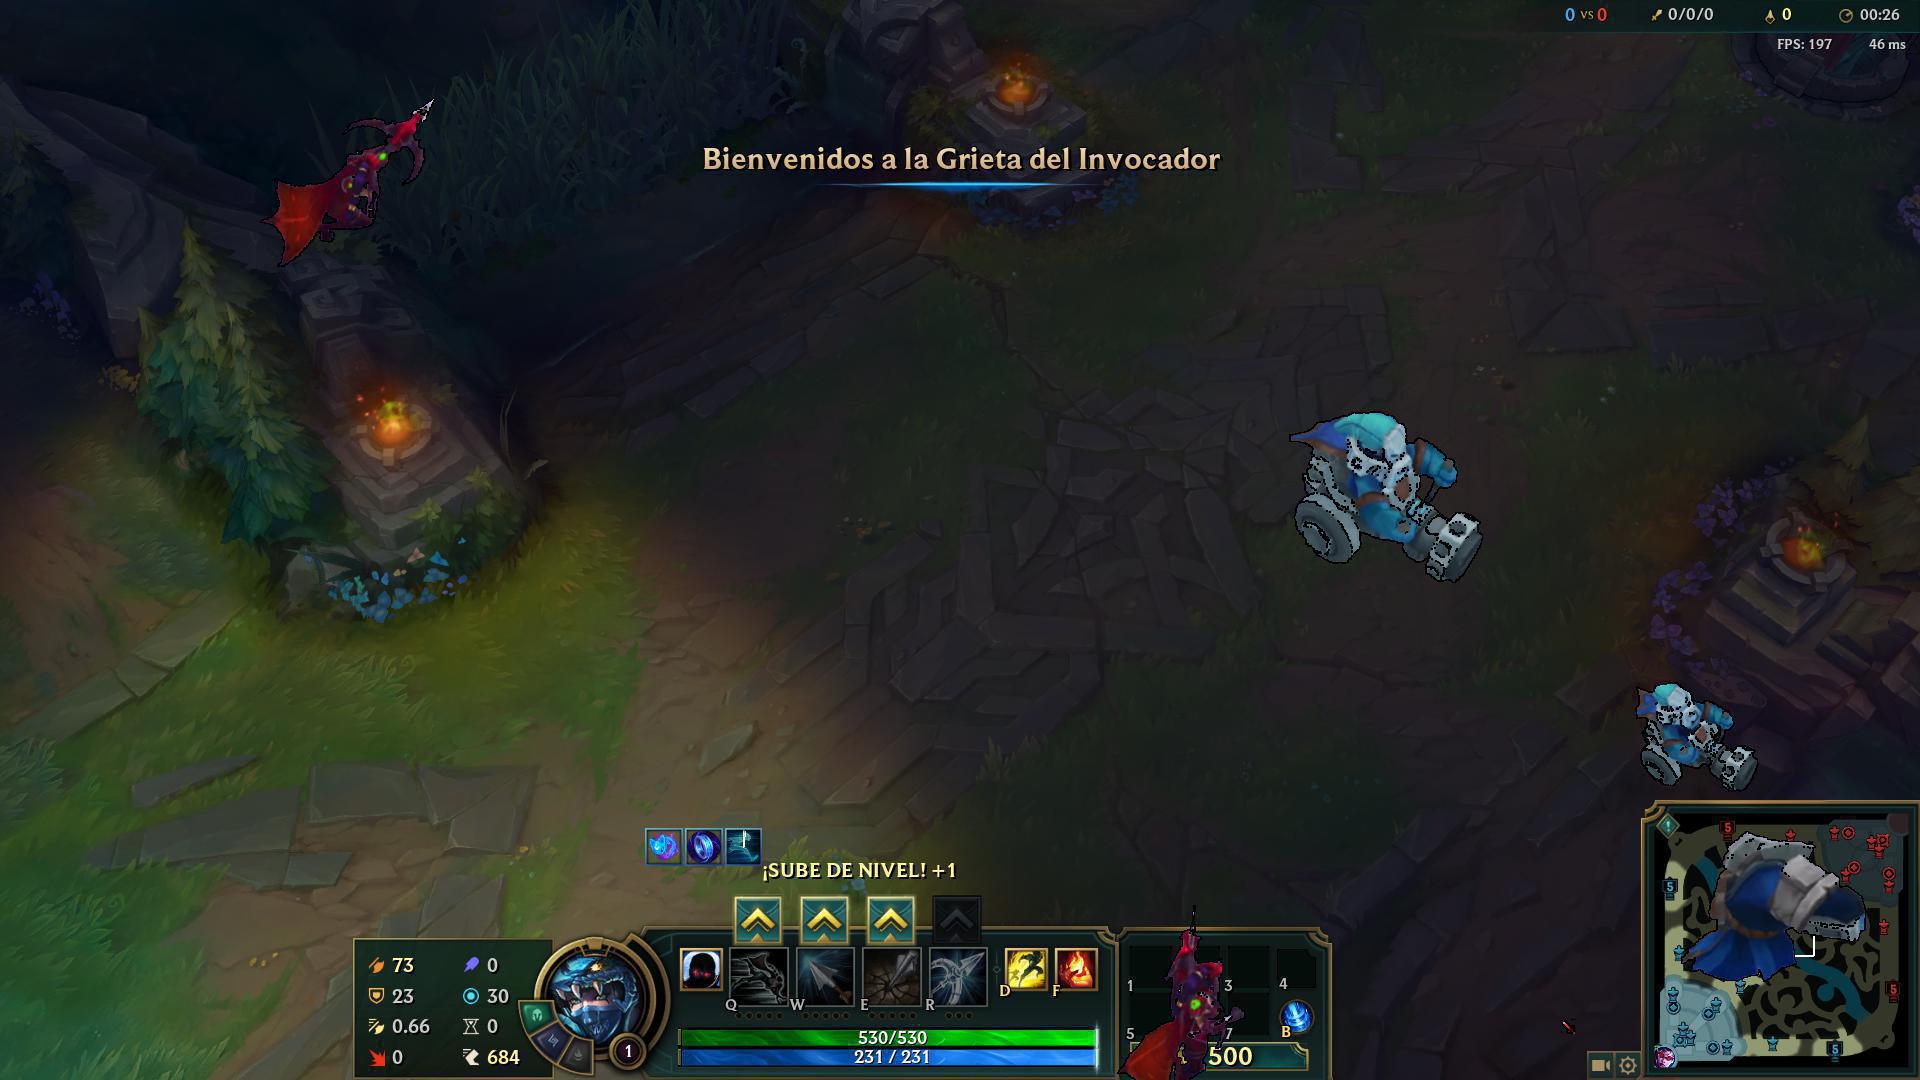 0 vs 0 0/0/0 0 00:26
FPS: 197 46 ms
Bienvenidos a la Grieta del Invocador
¡SUBE DE NIVEL! +1
73 0
23 30
0.66 0
0 684
1
Q W E R D F
530/530
231 / 231
1 3 4
5 7 B
500
5
5
5
5